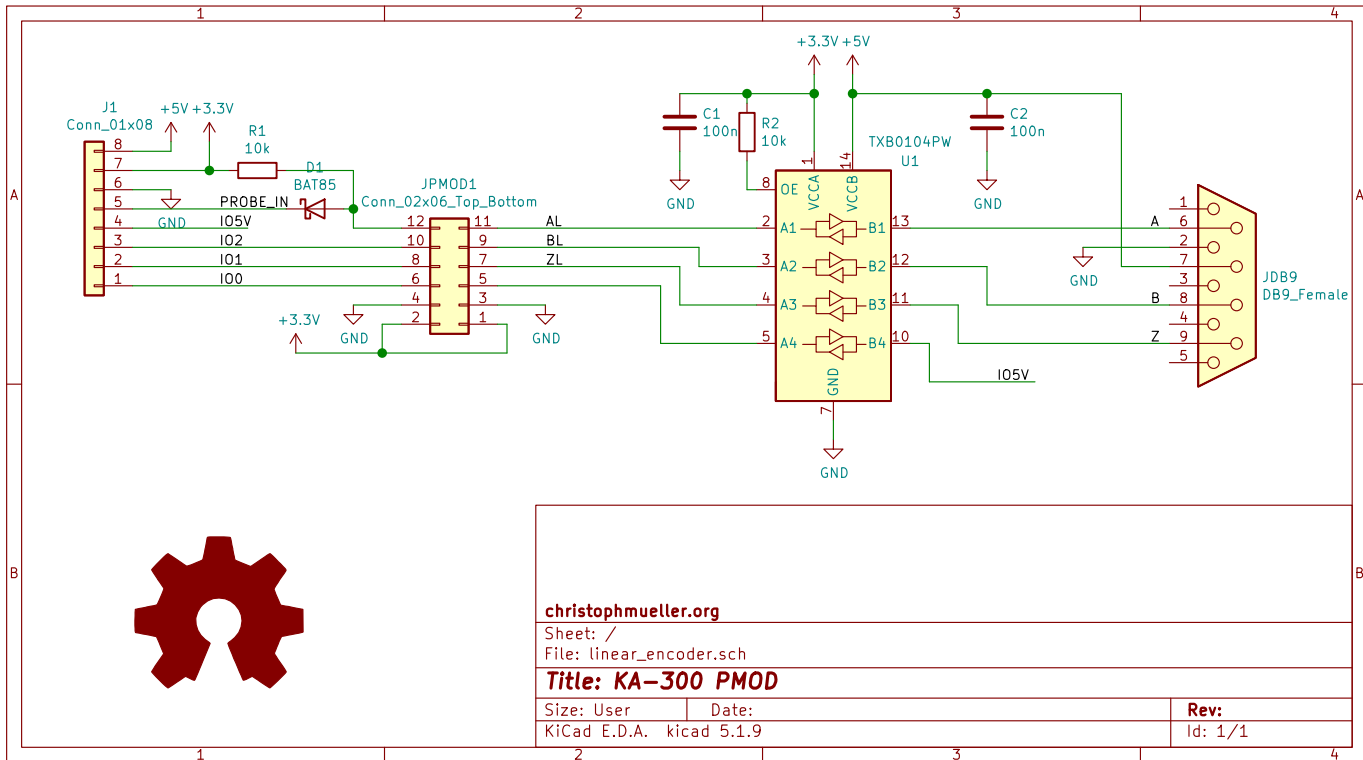 1 2 3 4
A
B
J1
Conn_01x08
+5V +3.3V
8
7
6
5
4
3
2
1
GND
R1
10k
D1
BAT85
PROBE_IN
IO5V
IO2
IO1
IO0
JPMOD1
Conn_02x06_Top_Bottom
12 11
10 9
8 7
6 5
4 3
2 1
GND
GND
+3.3V
AL
BL
ZL
+3.3V +5V
C1
100n
R2
10k
GND
C2
100n
GND
TXB0104PW
U1
1 14
VCCA VCCB
8 OE
2 A1 B1 13
3 A2 B2 12
4 A3 B3 11
5 A4 B4 10
GND
7
GND
IO5V
A
B
Z
GND
1
6
2
7
3
8
4
9
5
JDB9
DB9_Female
A
B
christophmueller.org
Sheet: /
File: linear_encoder.sch
Title: KA-300 PMOD
Size: User Date: Rev:
KiCad E.D.A. kicad 5.1.9 Id: 1/1
1 2 3 4